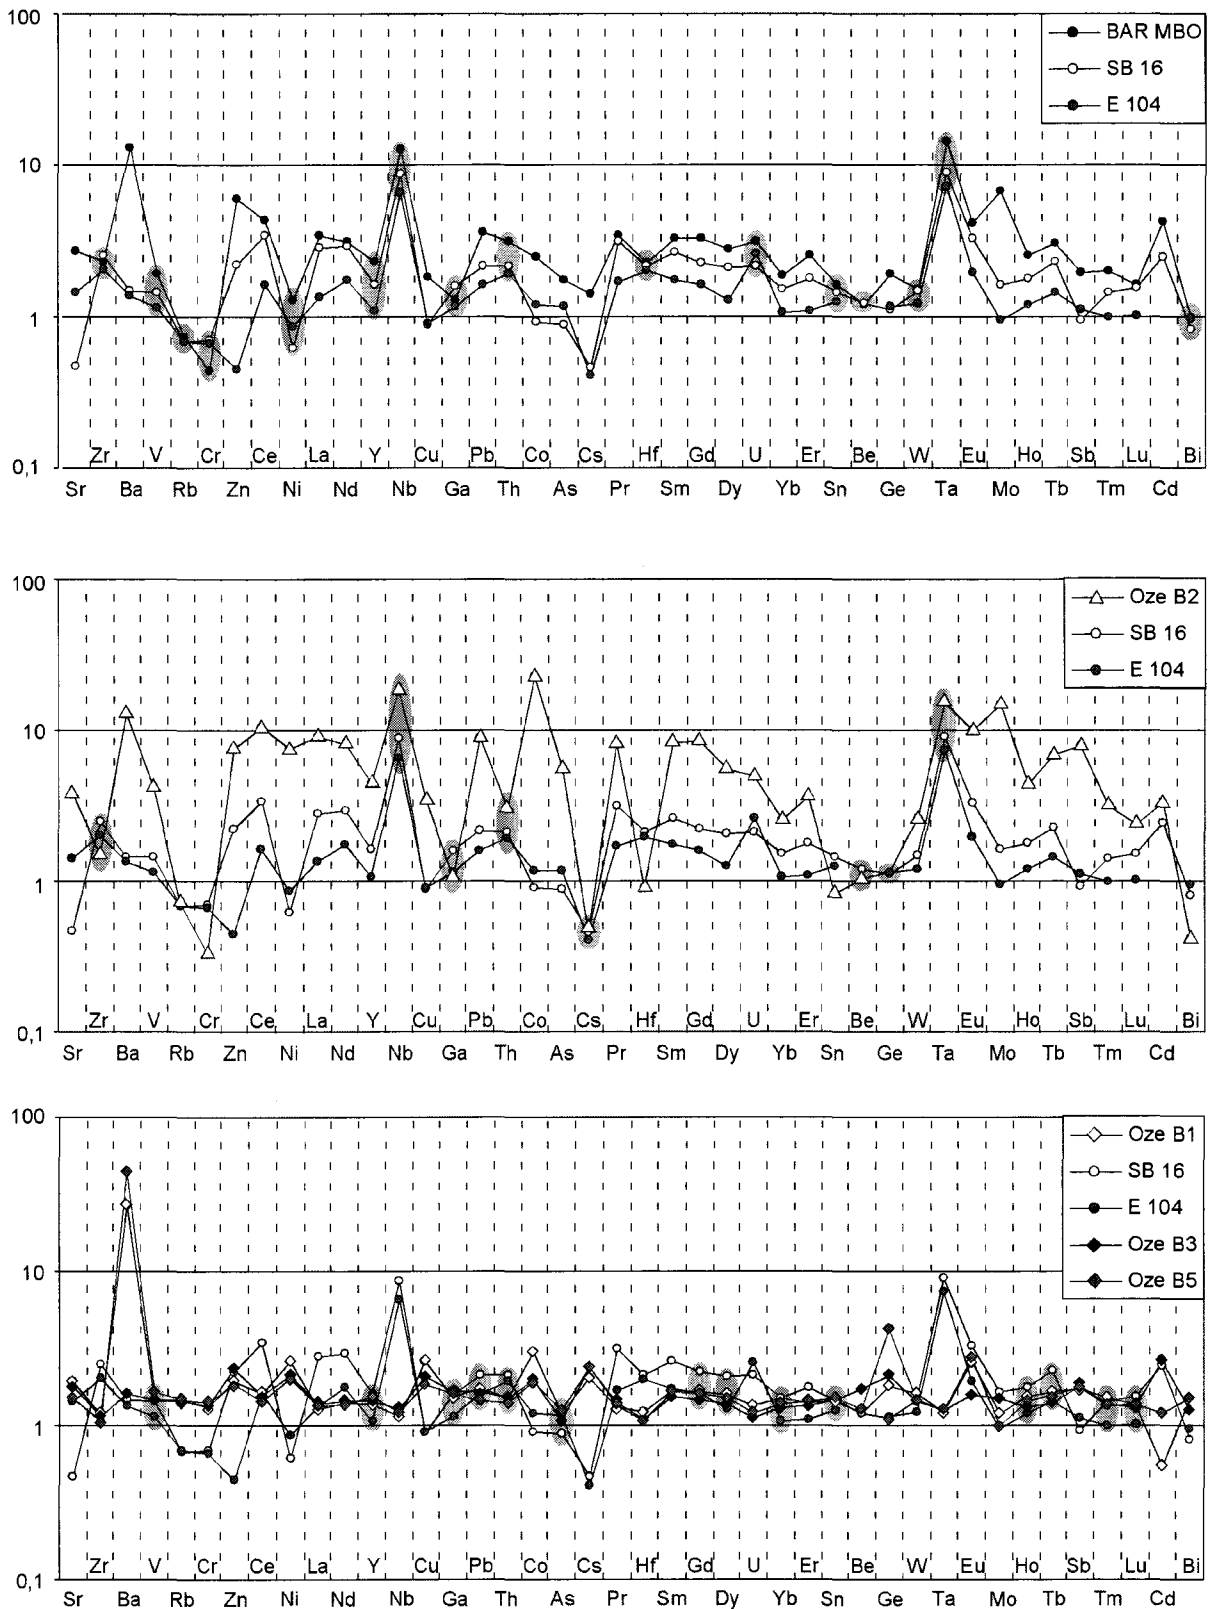 100
10
1
0,1
BAR MBO
SB 16
E 104
Zr V Cr Ce La Y Cu Pb Co Cs Hf Gd U Er Be W Eu Ho Sb Lu Bi
Sr Ba Rb Zn Ni Nd Nb Ga Th As Pr Sm Dy Yb Sn Ge Ta Mo Tb Tm Cd
100
10
1
0,1
Oze B2
SB 16
E 104
Zr V Cr Ce La Y Cu Pb Co Cs Hf Gd U Er Be W Eu Ho Sb Lu Bi
Sr Ba Rb Zn Ni Nd Nb Ga Th As Pr Sm Dy Yb Sn Ge Ta Mo Tb Tm Cd
100
10
1
0,1
Oze B1
SB 16
E 104
Oze B3
Oze B5
Zr V Cr Ce La Y Cu Pb Co Cs Hf Gd U Er Be W Eu Ho Sb Lu Bi
Sr Ba Rb Zn Ni Nd Nb Ga Th As Pr Sm Dy Yb Sn Ge Ta Mo Tb Tm Cd